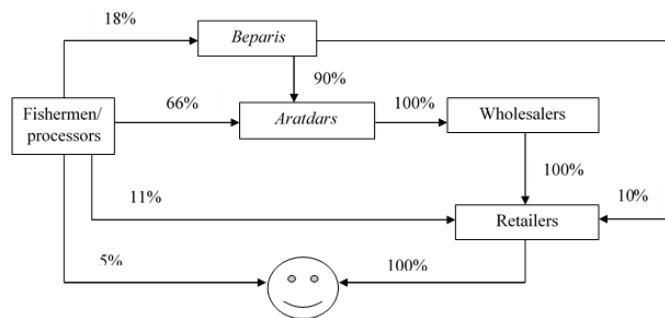 18%
Beparis
90%
Fishermen/
processors
66%
Aratdars
100%
Wholesalers
100%
11%
Retailers
10%
5%
100%